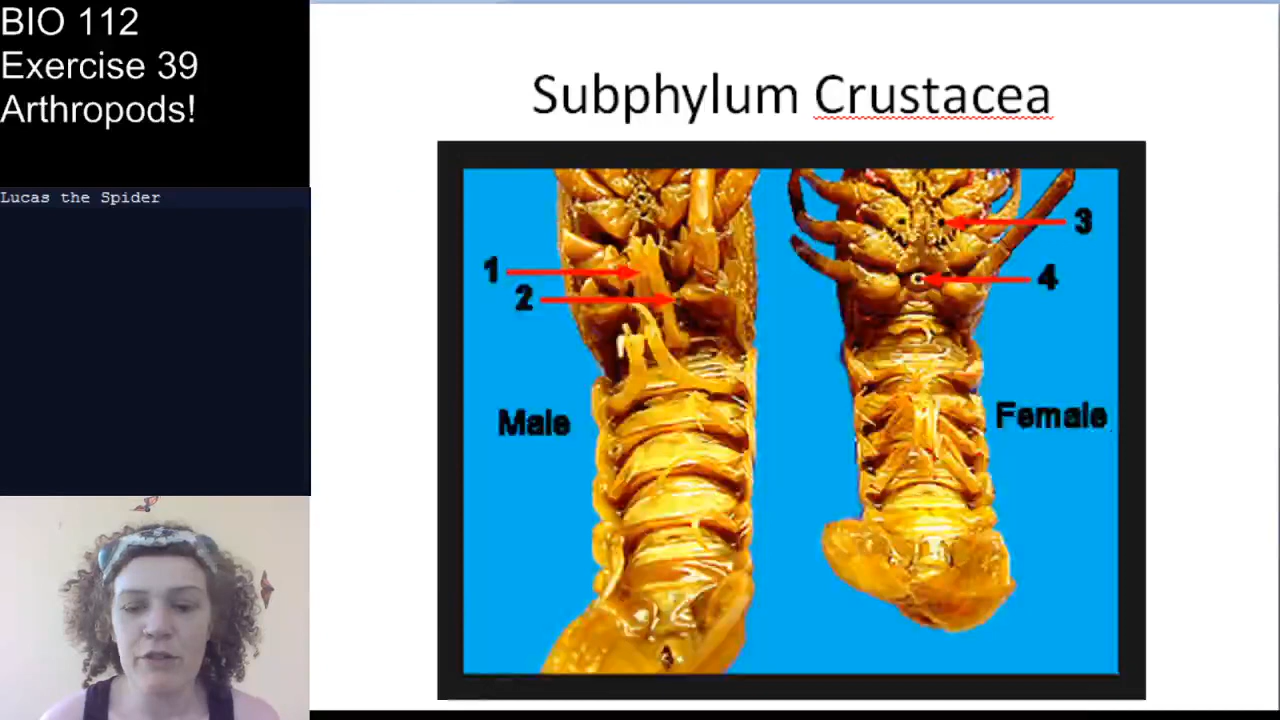 BIO 112
Exercise 39
Arthropods!
Lucas the Spider
Subphylum Crustacea
1
2
3
4
Male
Female